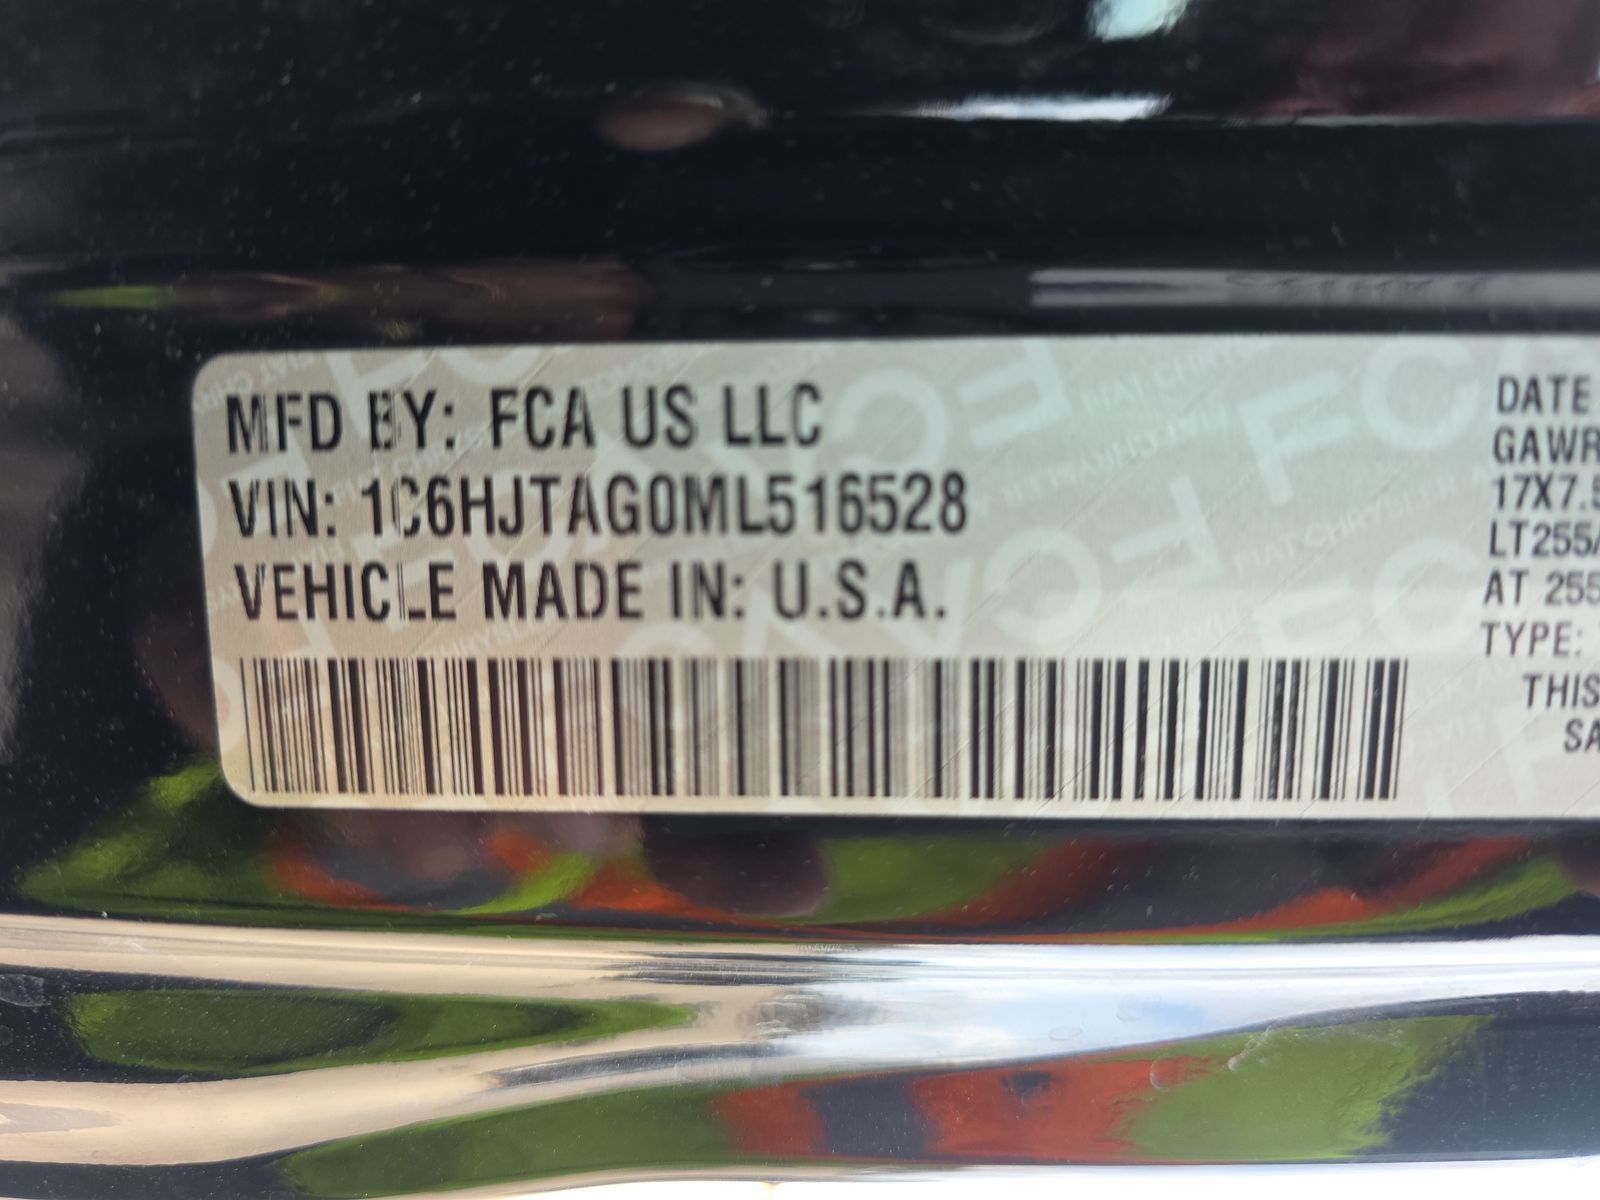 MFD BY: FCA US LLC
VIN: 1C6HJTAG0ML516528
VEHICLE MADE IN: U.S.A.
DATE
GAWR
17X7.5
LT255/
AT 255
TYPE:
THIS
SA